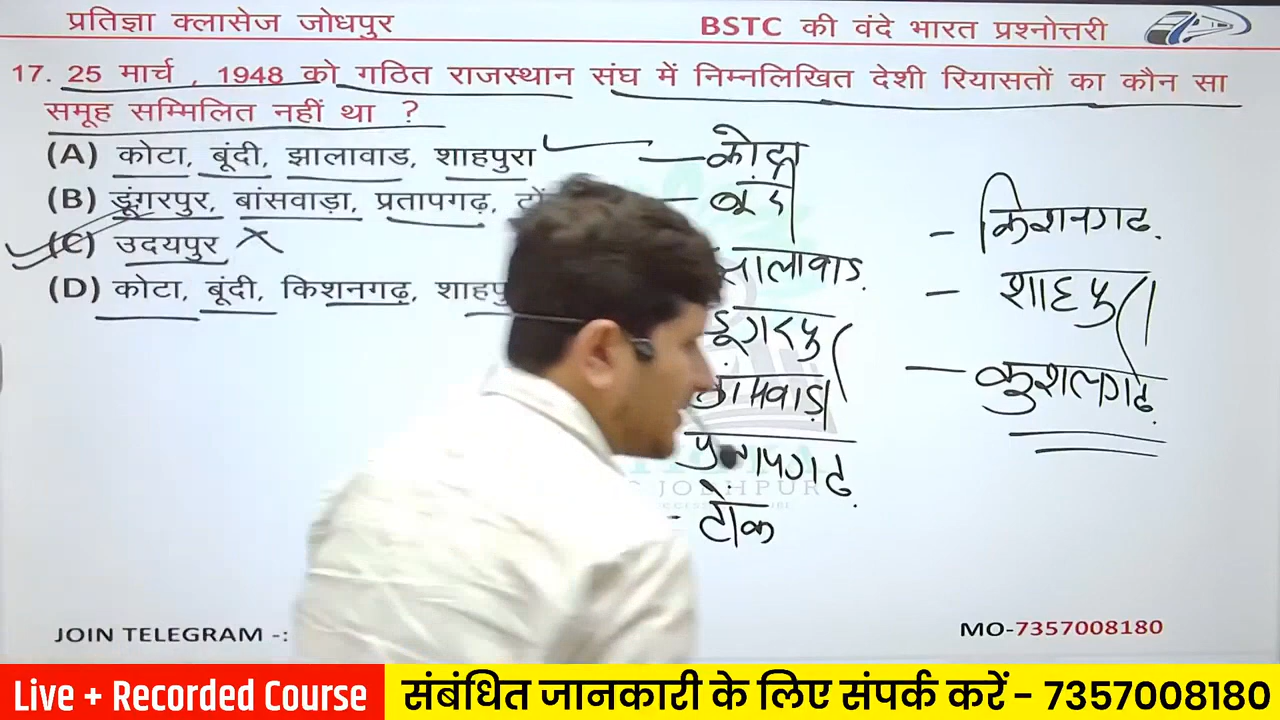 प्रतिज्ञा क्लासेज जोधपुर
BSTC की वंदे भारत प्रश्नोत्तरी
17. 25 मार्च , 1948 को गठित राजस्थान संघ में निम्नलिखित देशी रियासतों का कौन सा
समूह सम्मिलित नहीं था ?
(A) कोटा, बूंदी, झालावाड, शाहपुरा
(B) डूंगरपुर, बांसवाड़ा, प्रतापगढ़,
(C) उदयपुर
(D) कोटा, बूंदी, किशनगढ़,
कोटा
बूंदी
डूंगरपुर
बांसवाड़ा
प्रतापगढ़
- टोंक
- किशनगढ़.
- शाहपुरा
- कुशलगढ़
JODHPUR
JOIN TELEGRAM -:
MO-7357008180
Live + Recorded Course
संबंधित जानकारी के लिए संपर्क करें - 7357008180